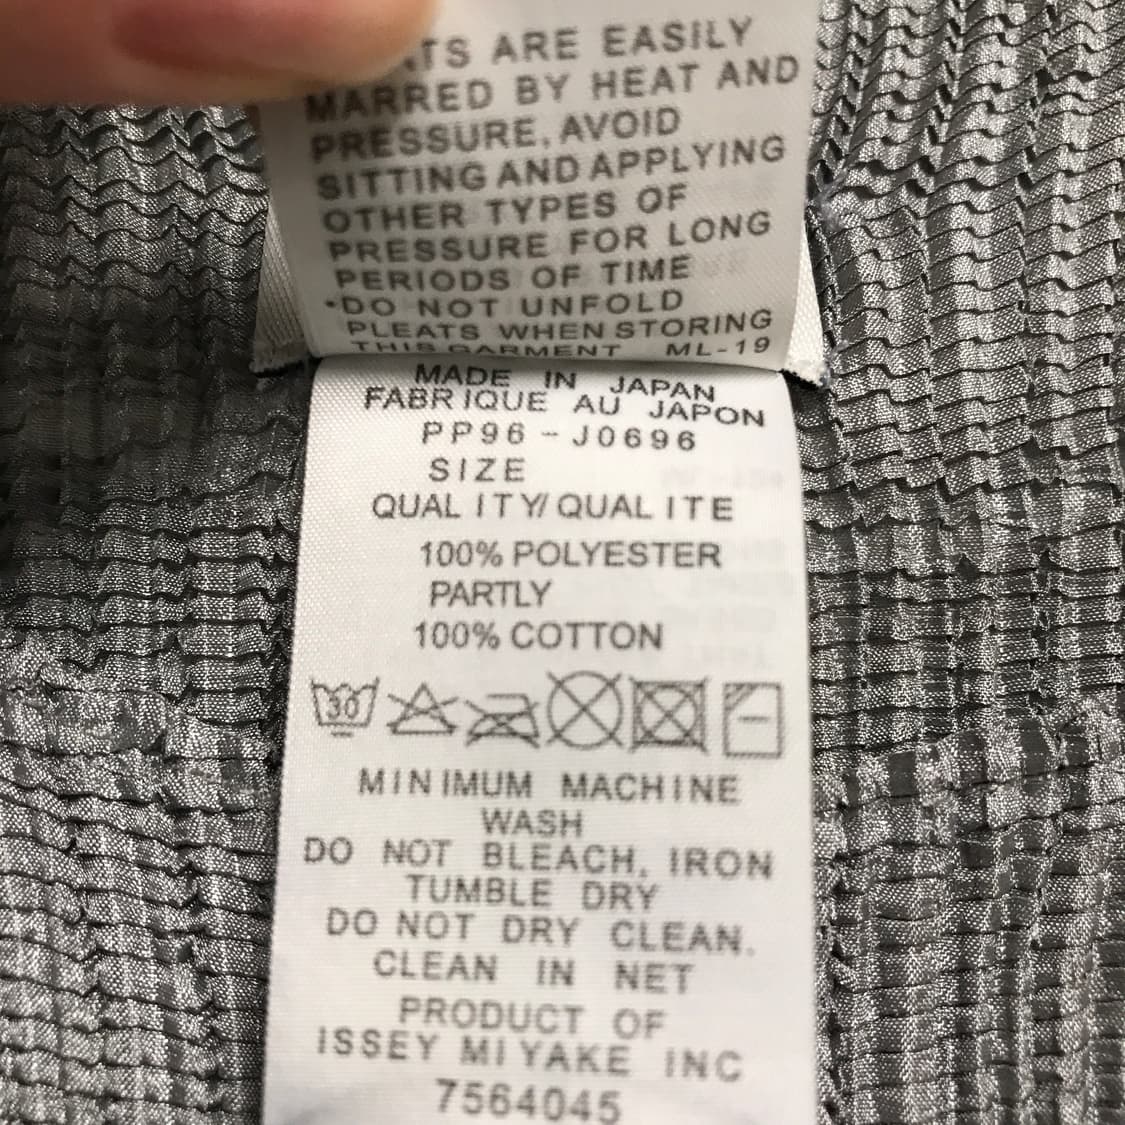 ARE EASILY
MARRED BY HEAT AND
PRESSURE, AVOID
SITTING AND APPLYING
OTHER TYPES OF
PRESSURE FOR LONG
PERIODS OF TIME
•DO NOT UNFOLD
PLEATS WHEN STORING
THIS GARMENT ML-19
MADE IN JAPAN
FABRIQUE AU JAPON
PP96-J0696
SIZE
QUALITY/QUALITE
100% POLYESTER
PARTLY
100% COTTON
30
MINIMUM MACHINE
WASH
DO NOT BLEACH, IRON
TUMBLE DRY
DO NOT DRY CLEAN.
CLEAN IN NET
PRODUCT OF
ISSEY MIYAKE INC
7564045